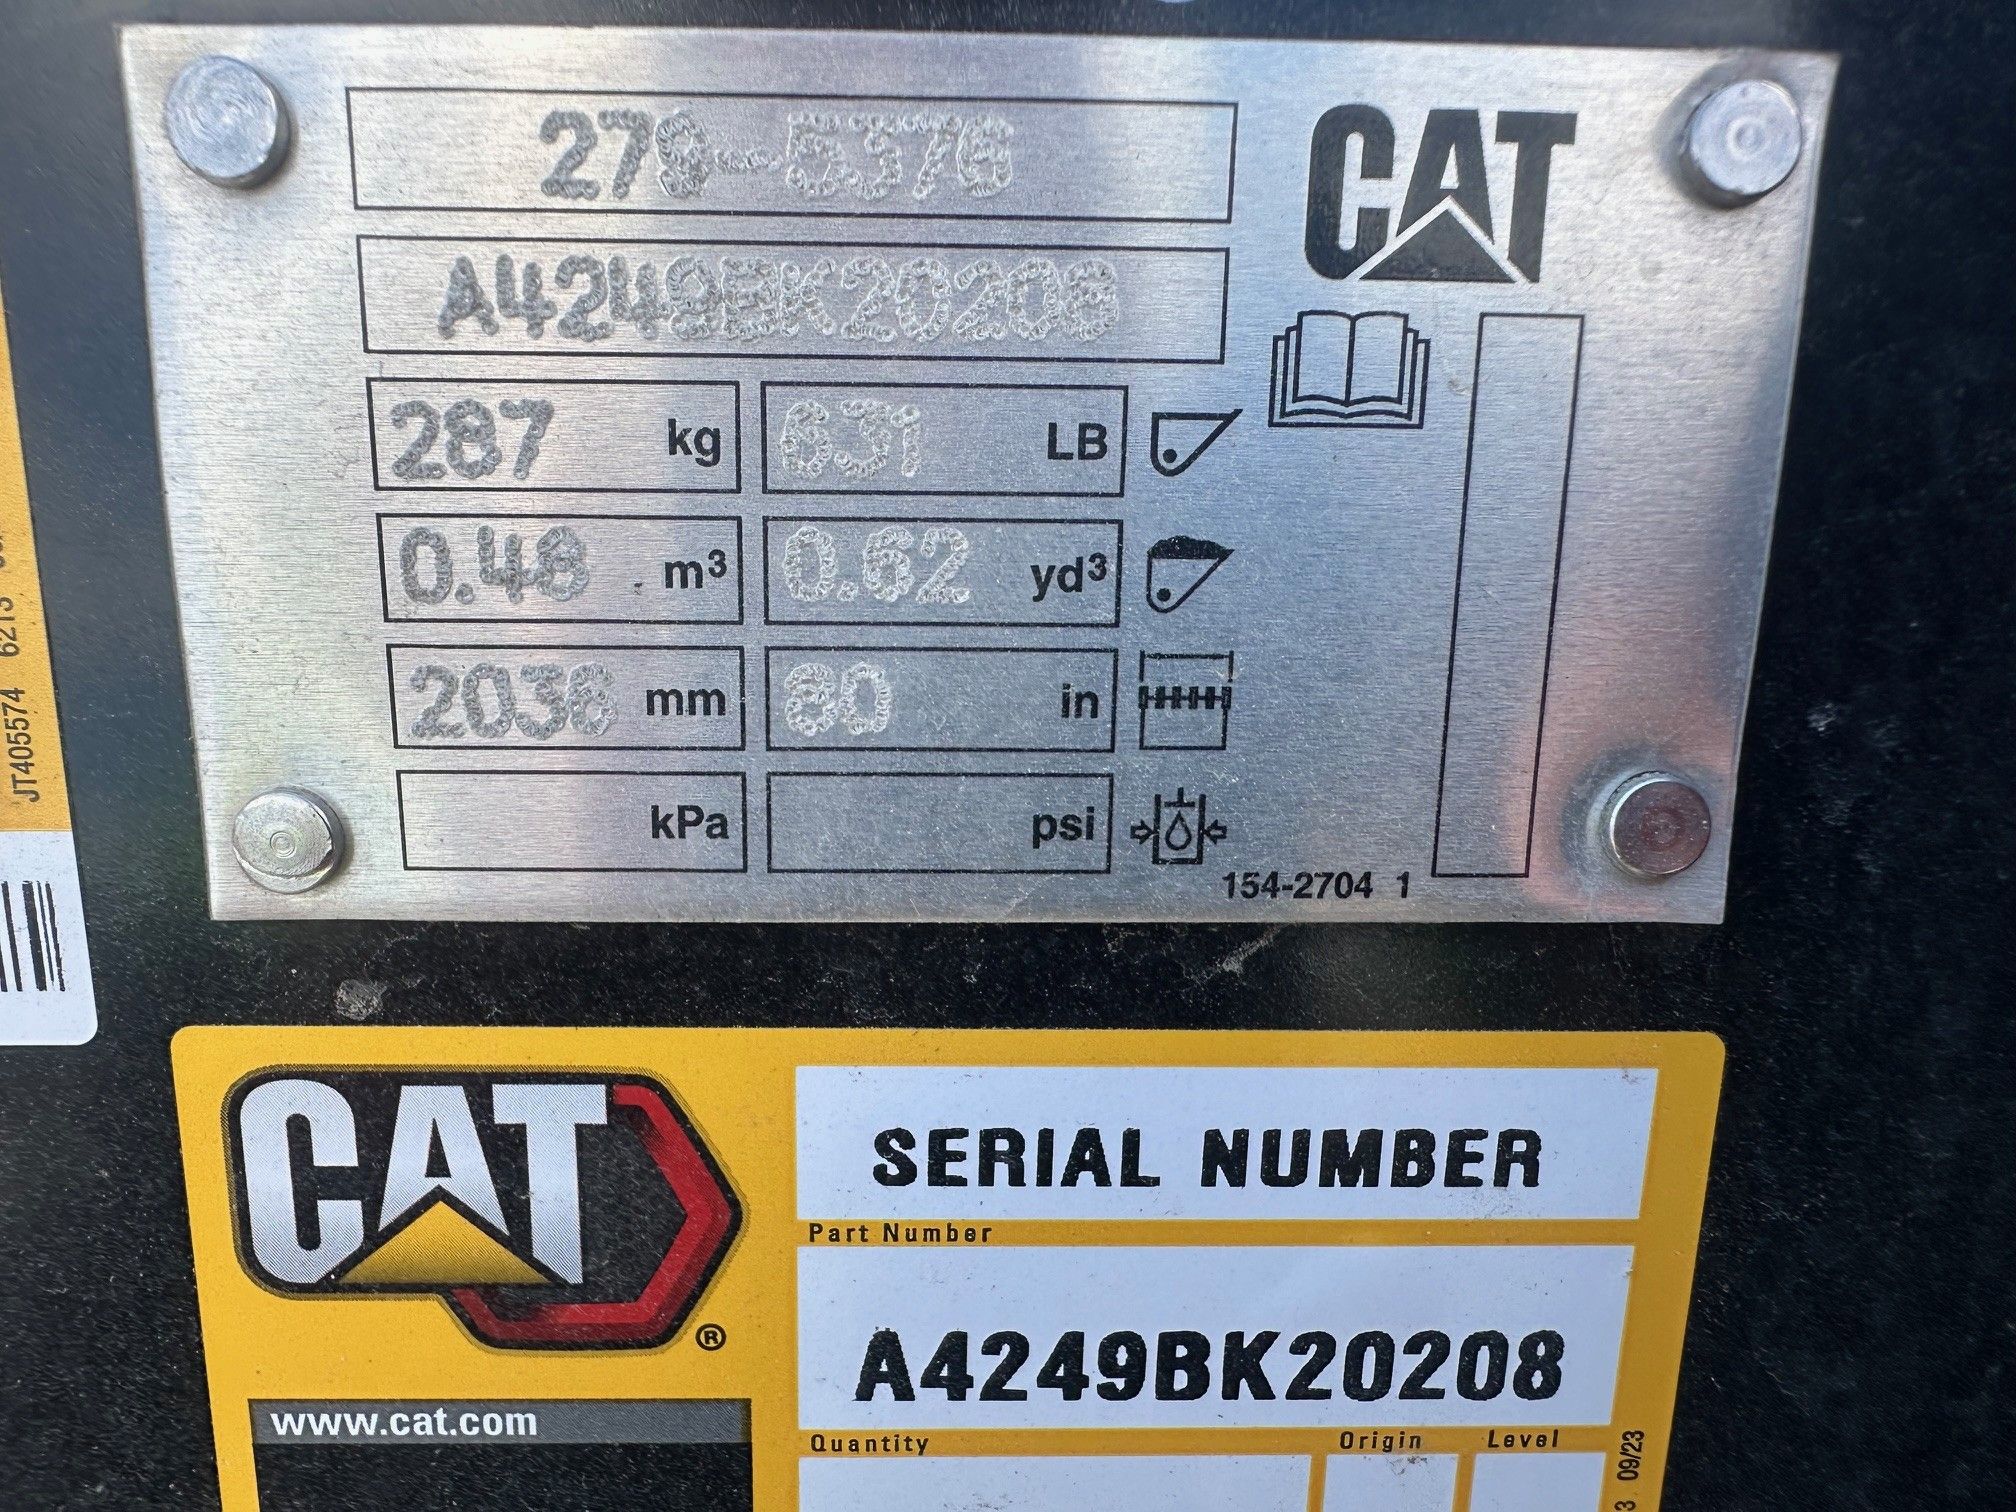 279-5376
CAT
A4249BK20208
287 kg 631 LB
0.48 m³ 0.62 yd³
2036 mm 80 in
kPa psi
154-2704 1
JT405574 6213
CAT
®
www.cat.com
SERIAL NUMBER
Part Number
A4249BK20208
Quantity Origin Level
09/23